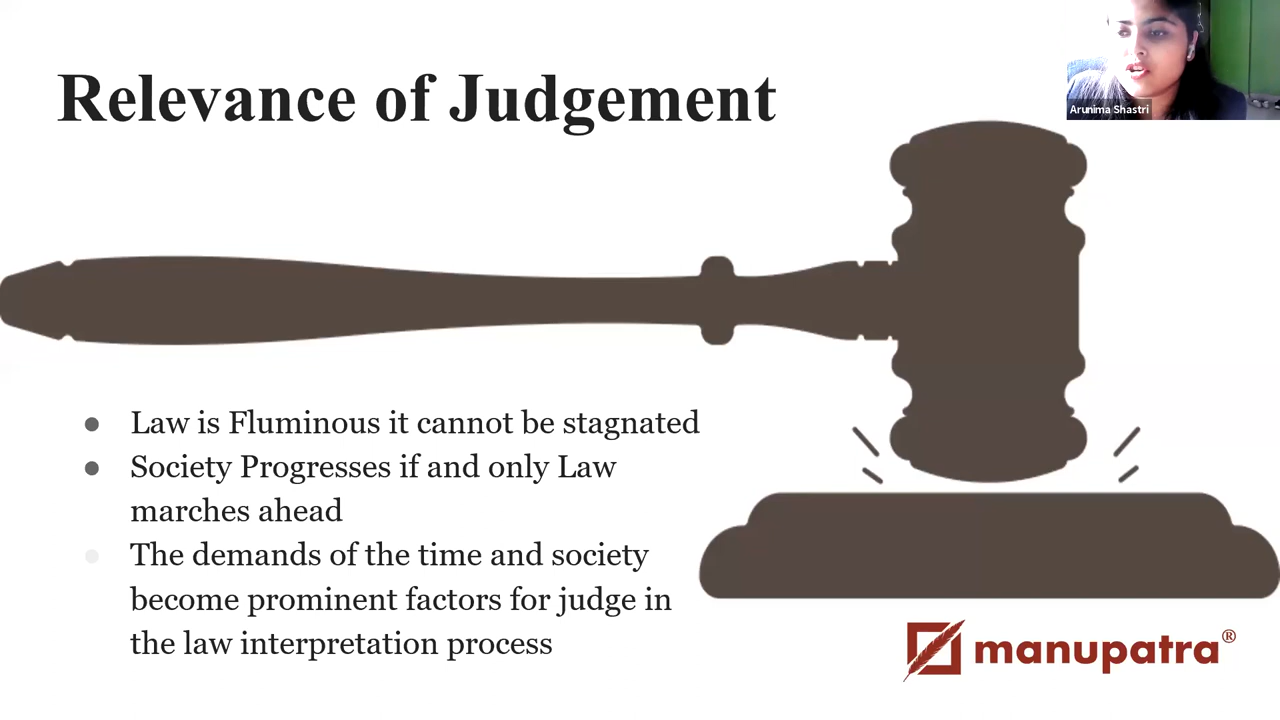 Relevance of Judgement
Arunima Shastri
● Law is Fluminous it cannot be stagnated
● Society Progresses if and only Law
marches ahead
● The demands of the time and society
become prominent factors for judge in
the law interpretation process
manupatra®